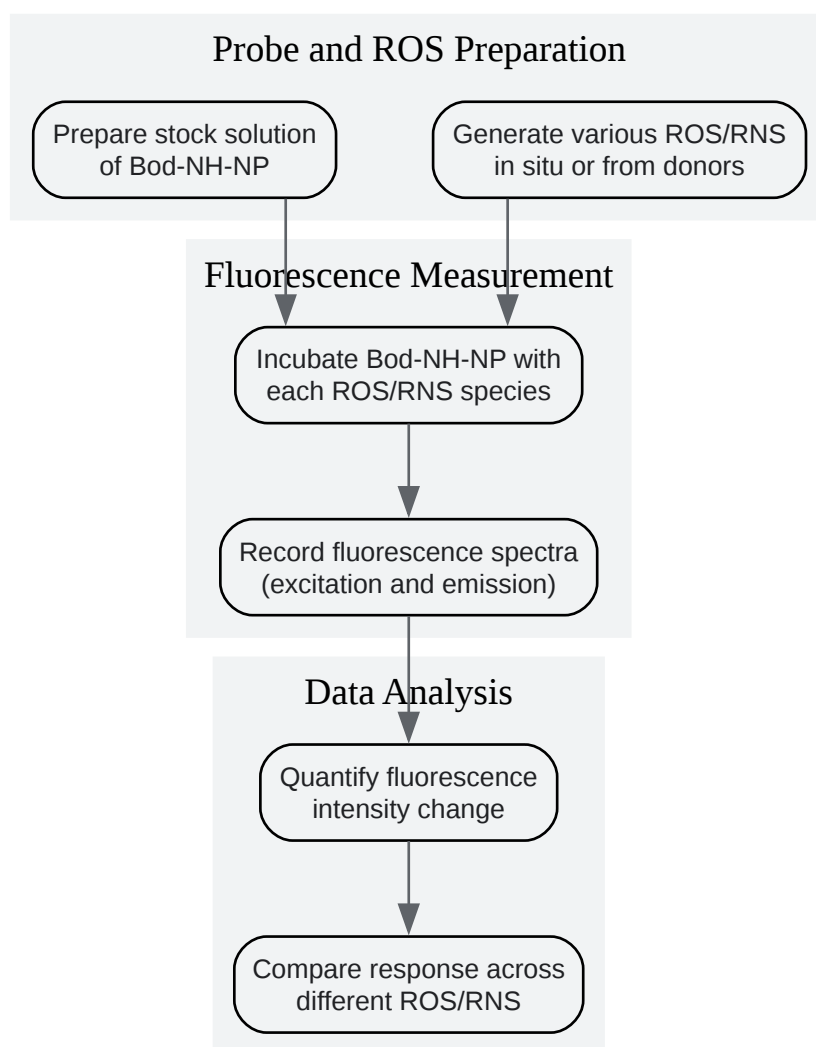 Probe and ROS Preparation
Prepare stock solution
of Bod-NH-NP
Generate various ROS/RNS
in situ or from donors
Fluorescence Measurement
Incubate Bod-NH-NP with
each ROS/RNS species
Record fluorescence spectra
(excitation and emission)
Data Analysis
Quantify fluorescence
intensity change
Compare response across
different ROS/RNS